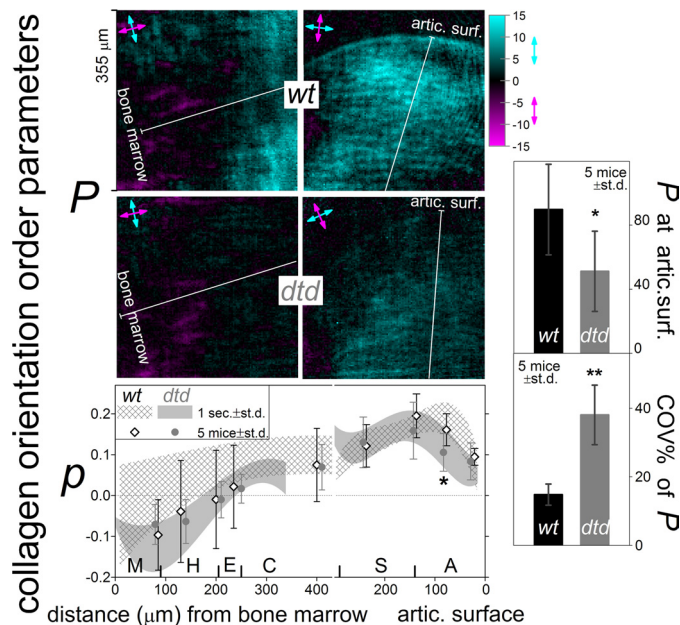 collagen orientation order parameters
355 µm
artic. surf.
bone marrow
wt
P
15
10
5
0
-5
-10
-15
artic. surf.
bone marrow
dtd
5 mice
±st.d.
*
80
40
0
wt
dtd
P at artic.surf.
5 mice
±st.d.
**
60
40
20
0
wt
dtd
COV% of P
wt dtd
1 sec.±st.d.
5 mice±st.d.
p
0.2
0.1
0.0
-0.1
-0.2
*
M H E C S A
0 100 200 300 400 200 100 0
distance (µm) from bone marrow artic. surface